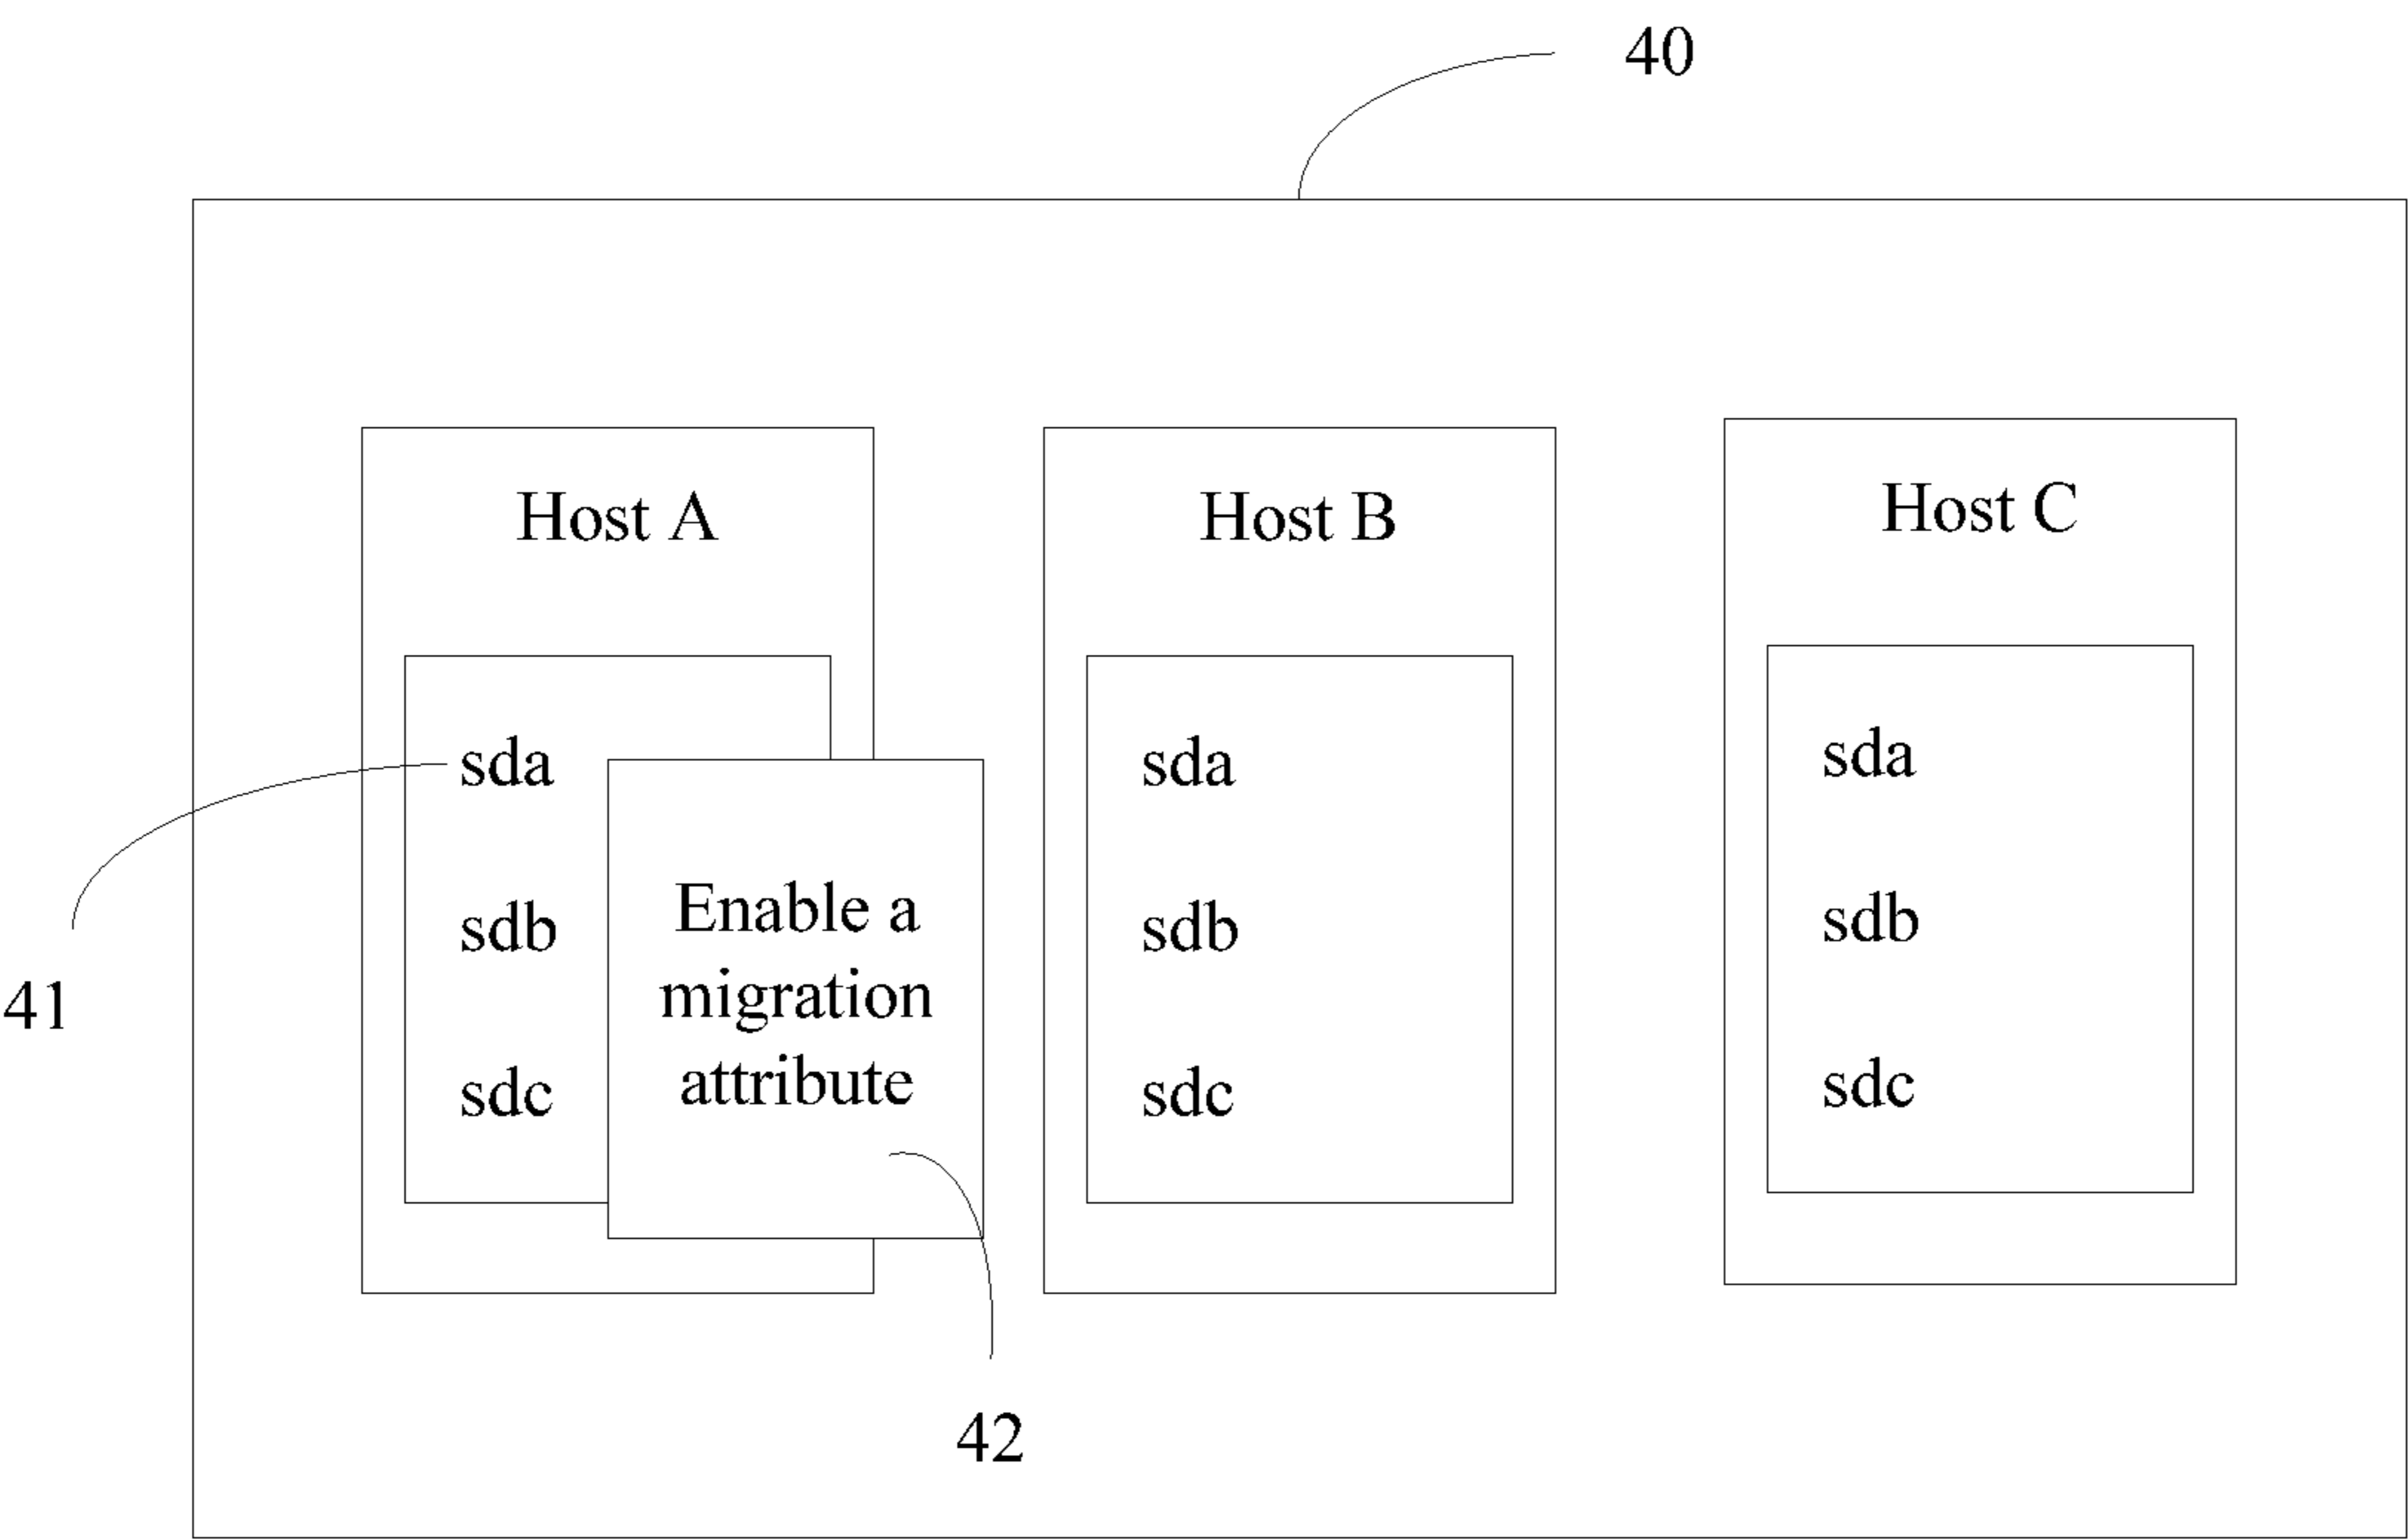 40
Host A
Host B
Host C
sda
sdb
sdc
Enable a
migration
attribute
sda
sdb
sdc
sda
sdb
sdc
41
42